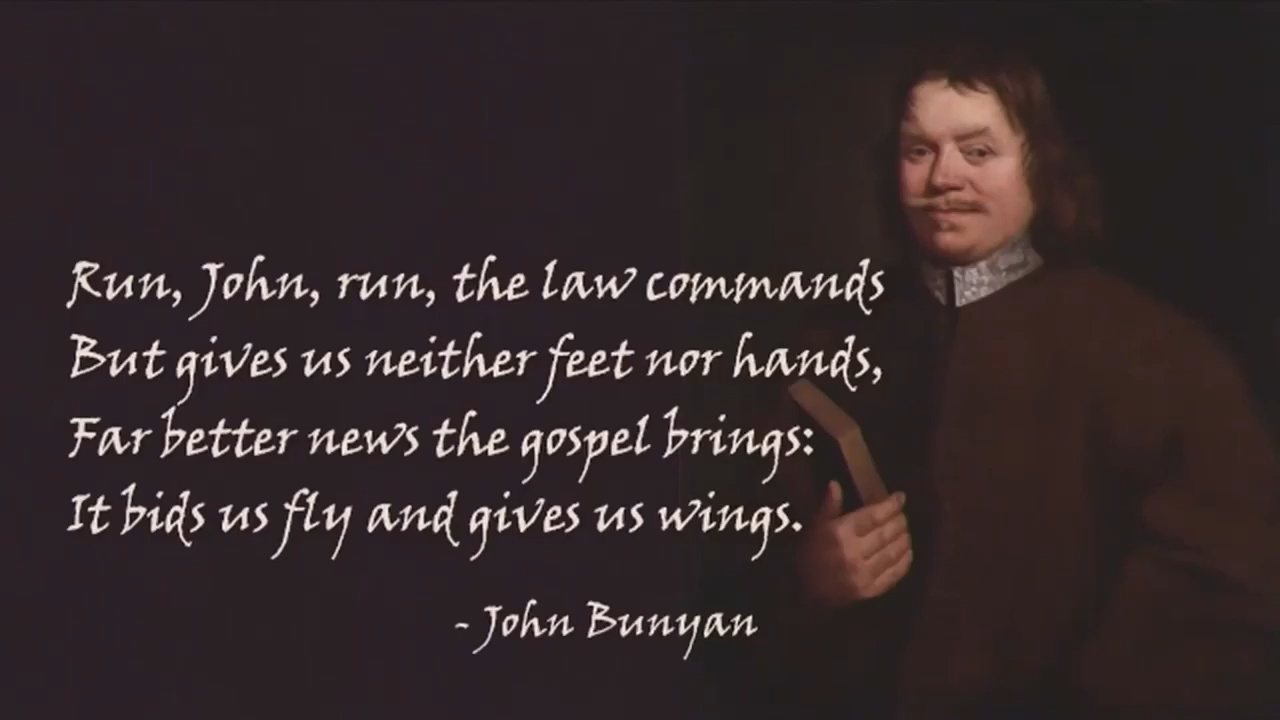 Run, John, run, the law commands
But gives us neither feet nor hands,
Far better news the gospel brings:
It bids us fly and gives us wings.
- John Bunyan